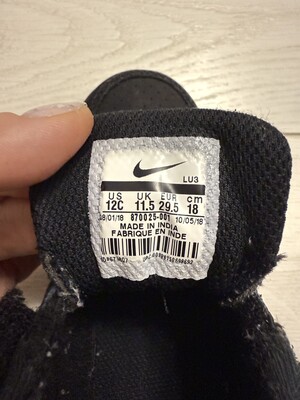 LU3
US UK EUR cm
12C 11.5 29.5 18
08/01/18 870025-001 10/05/18
MADE IN INDIA
FABRIQUE EN INDE